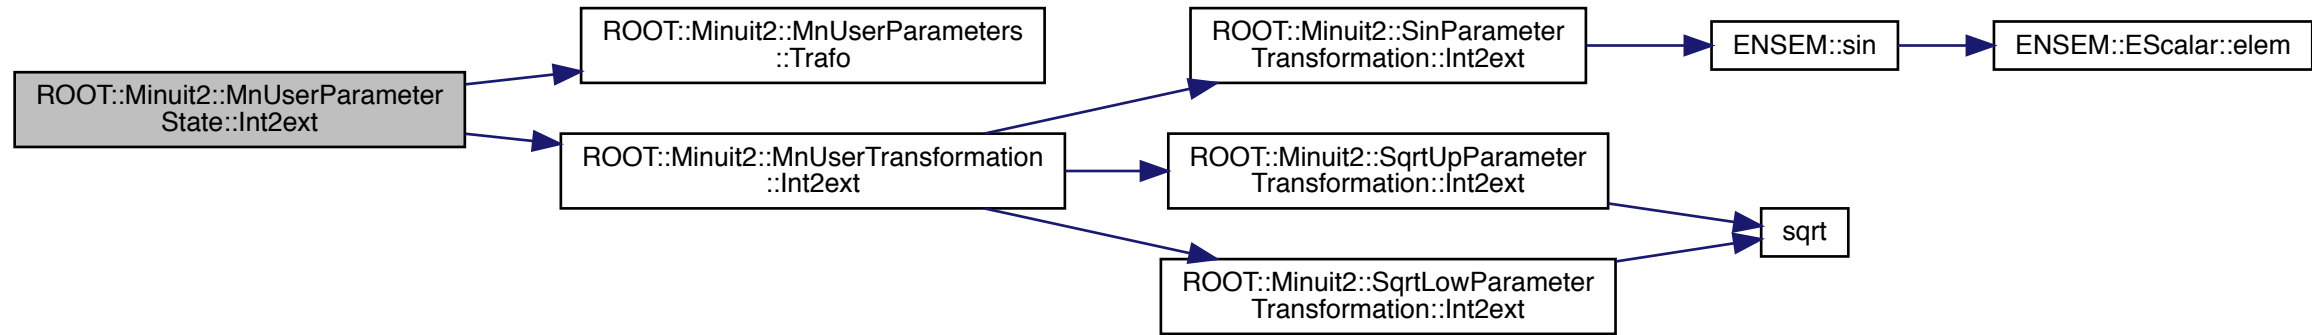 ROOT::Minuit2::MnUserParameter
State::Int2ext
ROOT::Minuit2::MnUserParameters
::Trafo
ROOT::Minuit2::MnUserTransformation
::Int2ext
ROOT::Minuit2::SinParameter
Transformation::Int2ext
ROOT::Minuit2::SqrtUpParameter
Transformation::Int2ext
ROOT::Minuit2::SqrtLowParameter
Transformation::Int2ext
ENSEM::sin
sqrt
ENSEM::EScalar::elem